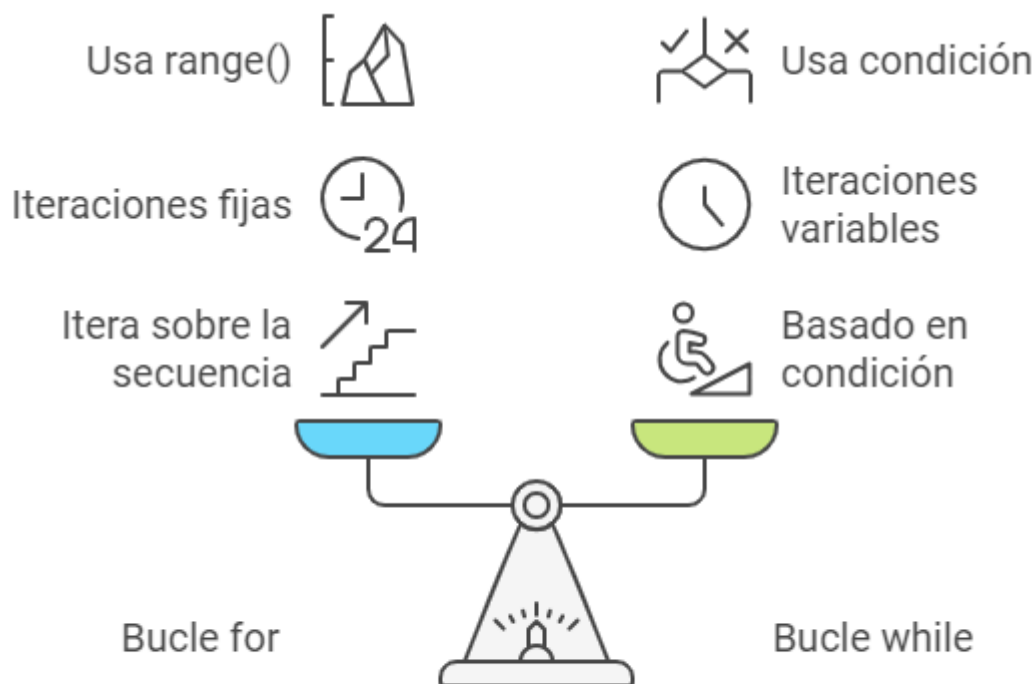 Usa range()
Usa condición
Iteraciones fijas
24
Iteraciones
variables
Itera sobre la
secuencia
Basado en
condición
Bucle for
Bucle while